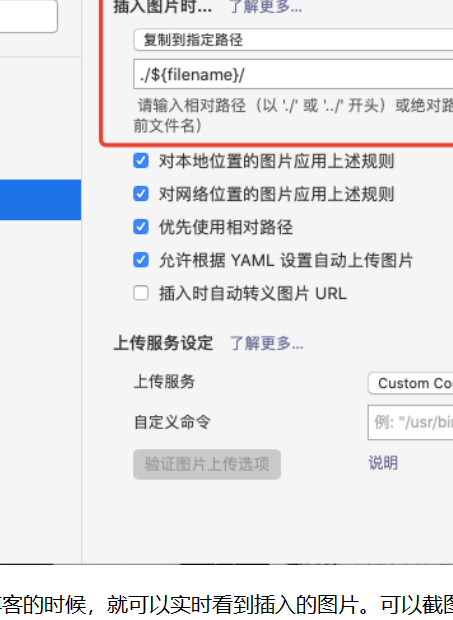 插入图片时... 了解更多...
复制到指定路径
./${filename}/
请输入相对路径（以 './' 或 '../' 开头）或绝对路
前文件名）
对本地位置的图片应用上述规则
对网络位置的图片应用上述规则
优先使用相对路径
允许根据 YAML 设置自动上传图片
插入时自动转义图片 URL
上传服务设定 了解更多...
上传服务 Custom Co
自定义命令 例: "/usr/bin
验证图片上传选项 说明
客的时候，就可以实时看到插入的图片。可以截图